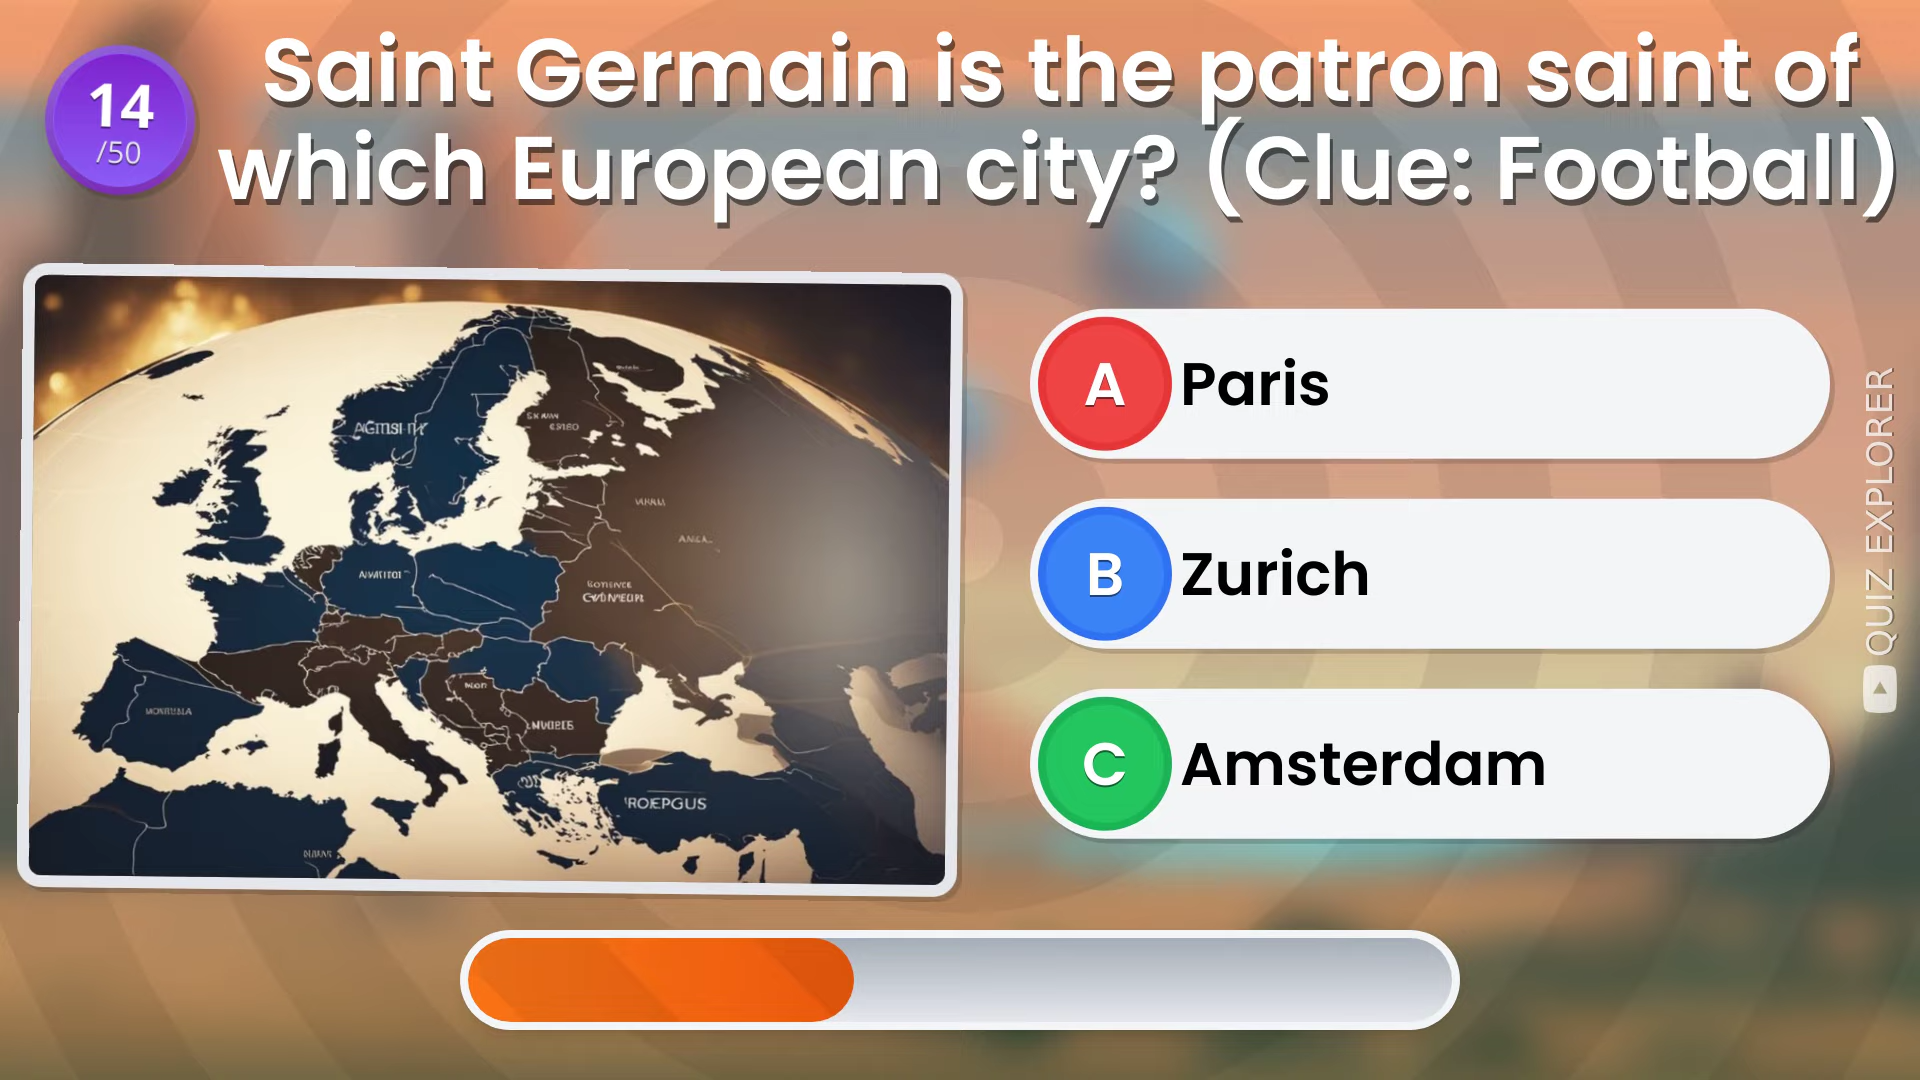 14
/50
Saint Germain is the patron saint of
which European city? (Clue: Football)
A Paris
B Zurich
C Amsterdam
QUIZ EXPLORER
ROEPGUS